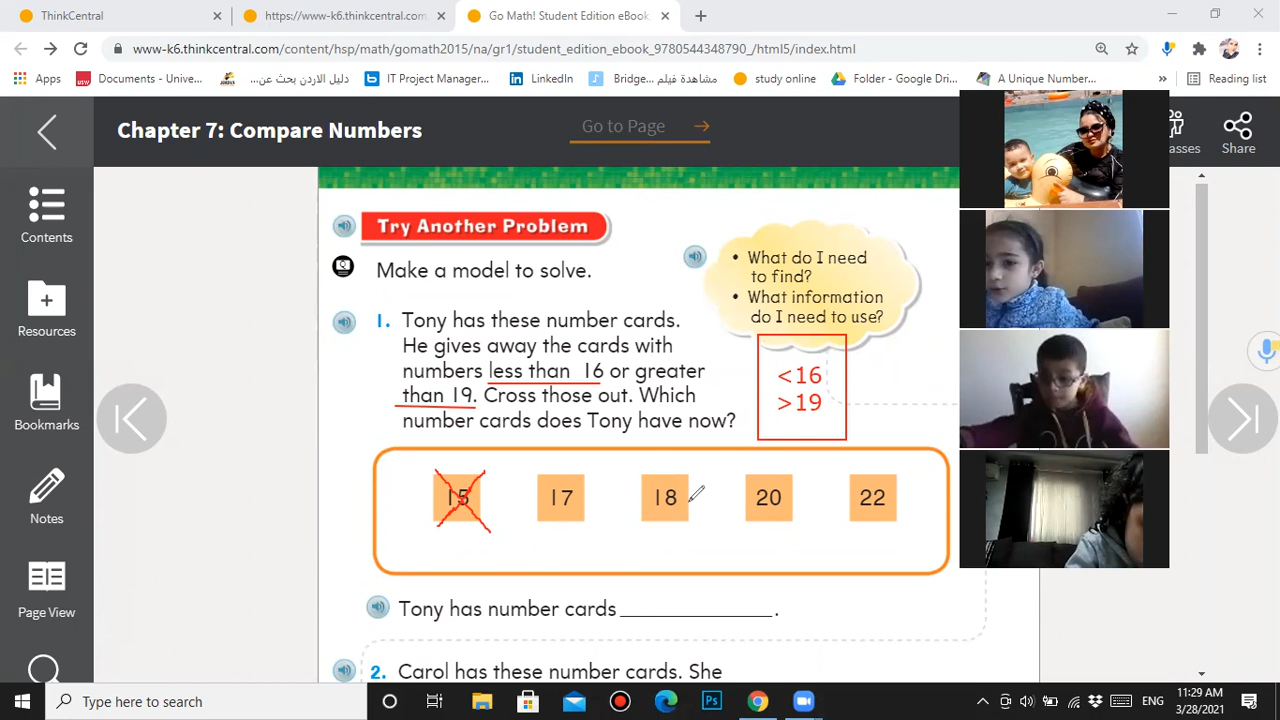 ThinkCentral
https://www-k6.thinkcentral.com
Go Math! Student Edition eBook
www-k6.thinkcentral.com/content/hsp/math/gomath2015/na/gr1/student_edition_ebook_9780544348790_/html5/index.html
Apps
Documents - Unive...
دليل الاردن بحث عن...
IT Project Manager...
LinkedIn
Bridge... مشاهدة فيلم
studyonline
Folder - Google Dri...
A Unique Number...
»
Reading list
Chapter 7: Compare Numbers
Go to Page
asses
Share
Contents
Resources
Bookmarks
Notes
Page View
Try Another Problem
Make a model to solve.
• What do I need
to find?
• What information
do I need to use?
1. Tony has these number cards.
He gives away the cards with
numbers less than 16 or greater
than 19. Cross those out. Which
number cards does Tony have now?
<16
>19
15 17 18 20 22
Tony has number cards ____________.
2. Carol has these number cards. She
Type here to search
ENG
11:29 AM
3/28/2021